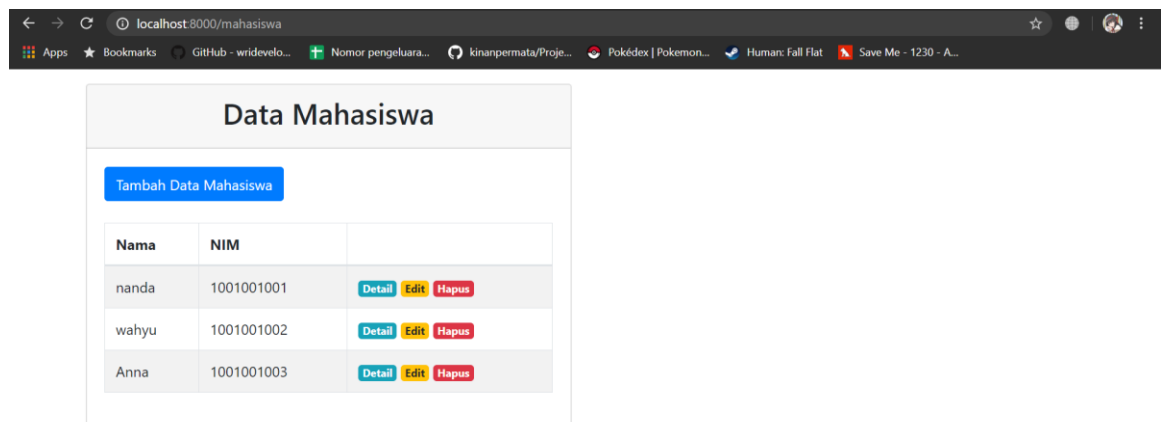 localhost:8000/mahasiswa
Apps Bookmarks GitHub - wridevelo... Nomor pengeluara... kinanpermata/Proje... Pokédex | Pokemon... Human: Fall Flat Save Me - 1230 - A...
Data Mahasiswa
Tambah Data Mahasiswa
Nama NIM
nanda 1001001001 Detail Edit Hapus
wahyu 1001001002 Detail Edit Hapus
Anna 1001001003 Detail Edit Hapus